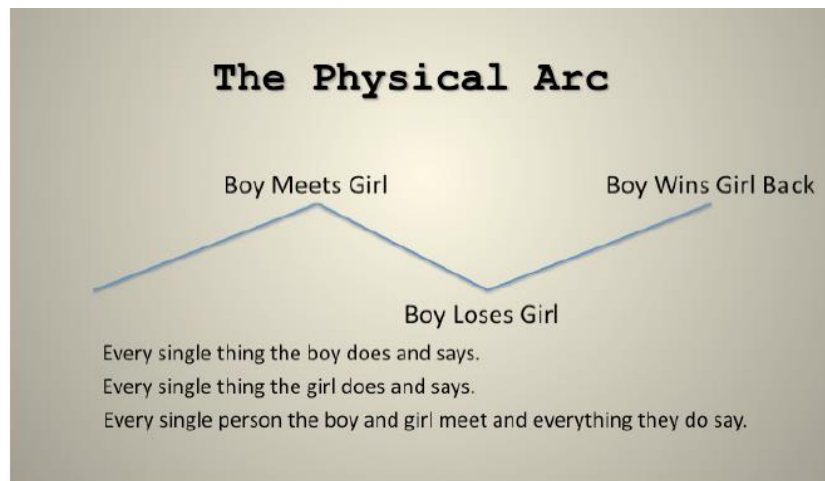 The Physical Arc
Boy Meets Girl
Boy Wins Girl Back
Boy Loses Girl
Every single thing the boy does and says.
Every single thing the girl does and says.
Every single person the boy and girl meet and everything they do say.